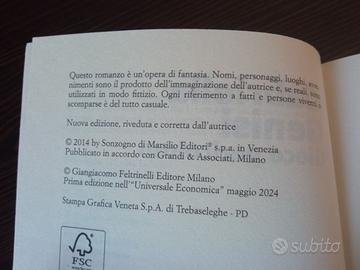 Questo romanzo è un'opera di fantasia. Nomi, personaggi, luoghi, avve-
nimenti sono il prodotto dell'immaginazione dell'autrice e, se reali, sono
utilizzati in modo fittizio. Ogni riferimento a fatti e persone viventi o
scomparse è del tutto casuale.
Nuova edizione, riveduta e corretta dall'autrice
© 2014 by Sonzogno di Marsilio Editori® s.p.a. in Venezia
Pubblicato in accordo con Grandi & Associati, Milano
© Giangiacomo Feltrinelli Editore Milano
Prima edizione nell'"Universale Economica" maggio 2024
Stampa Grafica Veneta S.p.A. di Trebaseleghe - PD
FSC
subito